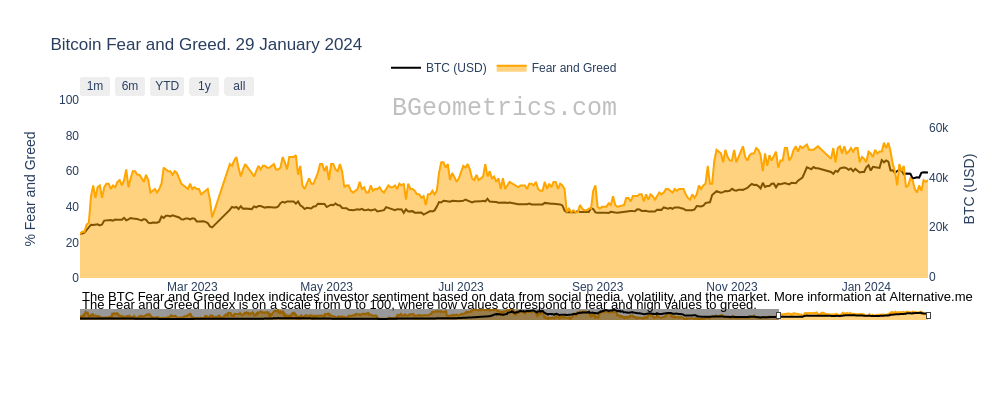 Bitcoin Fear and Greed. 29 January 2024
BTC (USD) Fear and Greed
1m 6m YTD 1y all
BGeometrics.com
100
80
60
40
20
0
% Fear and Greed
60k
40k
20k
0
BTC (USD)
Mar 2023 May 2023 Jul 2023 Sep 2023 Nov 2023 Jan 2024
The BTC Fear and Greed Index indicates investor sentiment based on data from social media, volatility, and the market. More information at Alternative.me
The Fear and Greed Index is on a scale from 0 to 100, where low values correspond to fear and high values to greed.